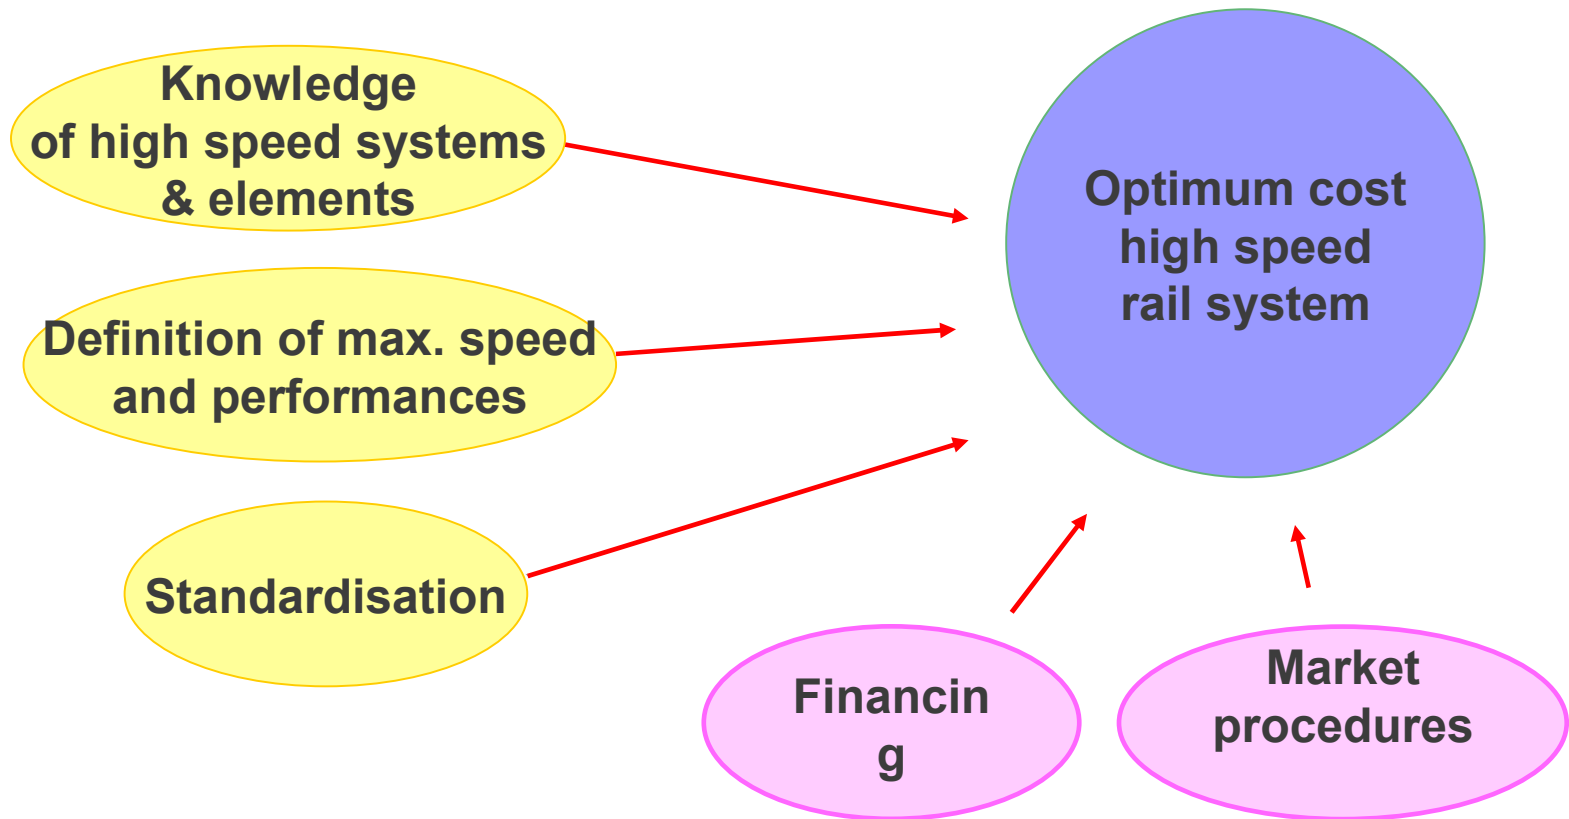 Knowledge
of high speed systems
& elements
Optimum cost
high speed
rail system
Definition of max. speed
and performances
Standardisation
Financin
g
Market
procedures